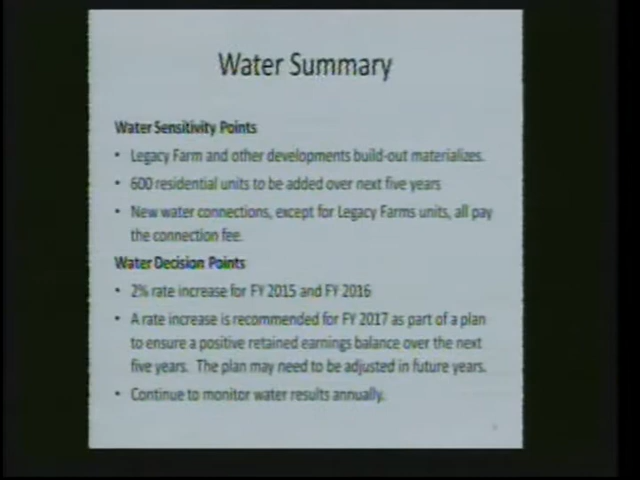 Water Summary
Water Sensitivity Points
• Legacy Farm and other developments build-out materializes.
• 600 residential units to be added over next five years
• New water connections, except for Legacy Farms units, all pay
the connection fee.
Water Decision Points
• 2% rate increase for FY 2015 and FY 2016
• A rate increase is recommended for FY 2017 as part of a plan
to ensure a positive retained earnings balance over the next
five years. The plan may need to be adjusted in future years.
• Continue to monitor water results annually.